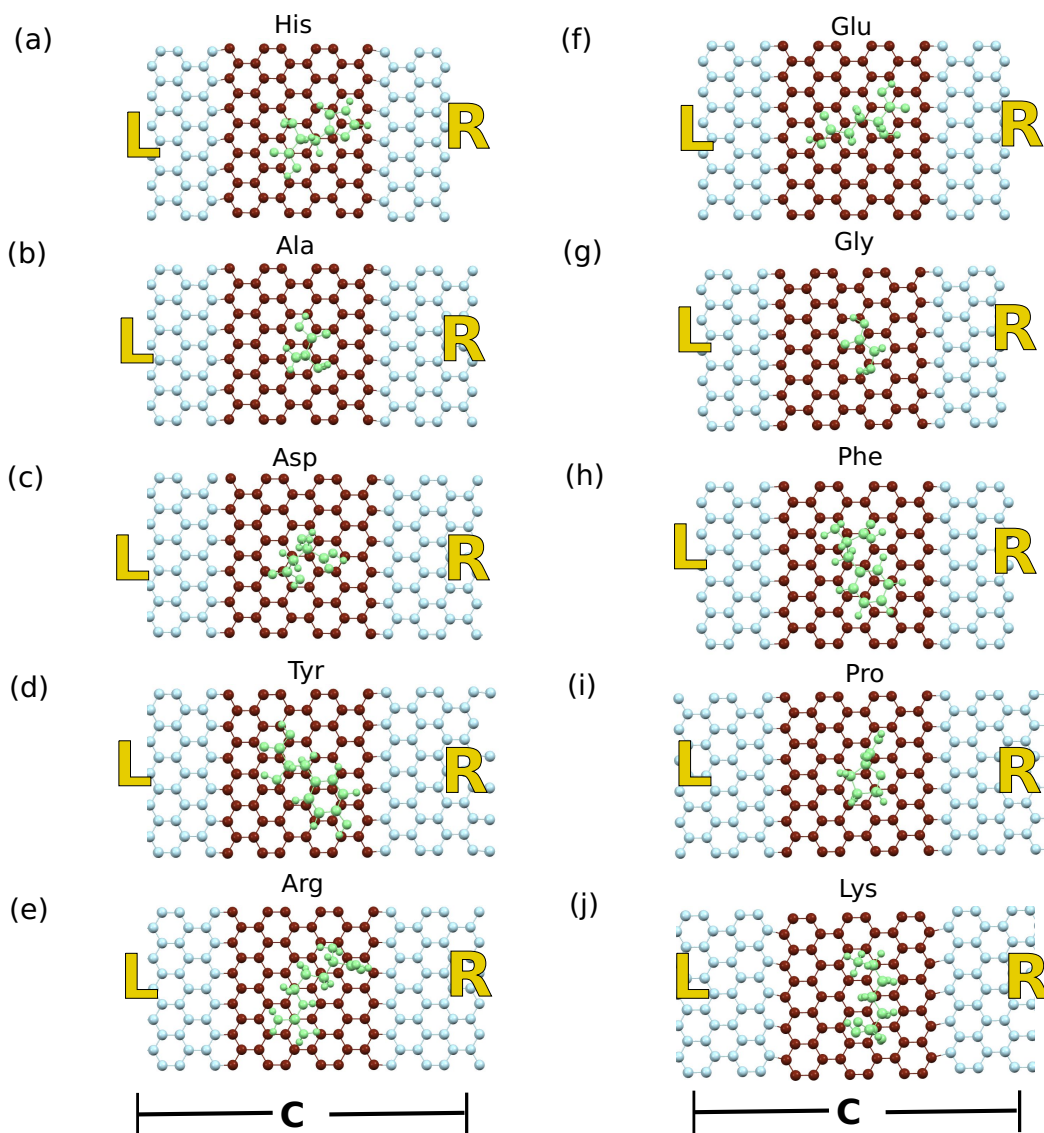 (a)
His
L
R
(b)
Ala
L
R
(c)
Asp
L
R
(d)
Tyr
L
R
(e)
Arg
L
R
C
(f)
Glu
L
R
(g)
Gly
L
R
(h)
Phe
L
R
(i)
Pro
L
R
(j)
Lys
L
R
C